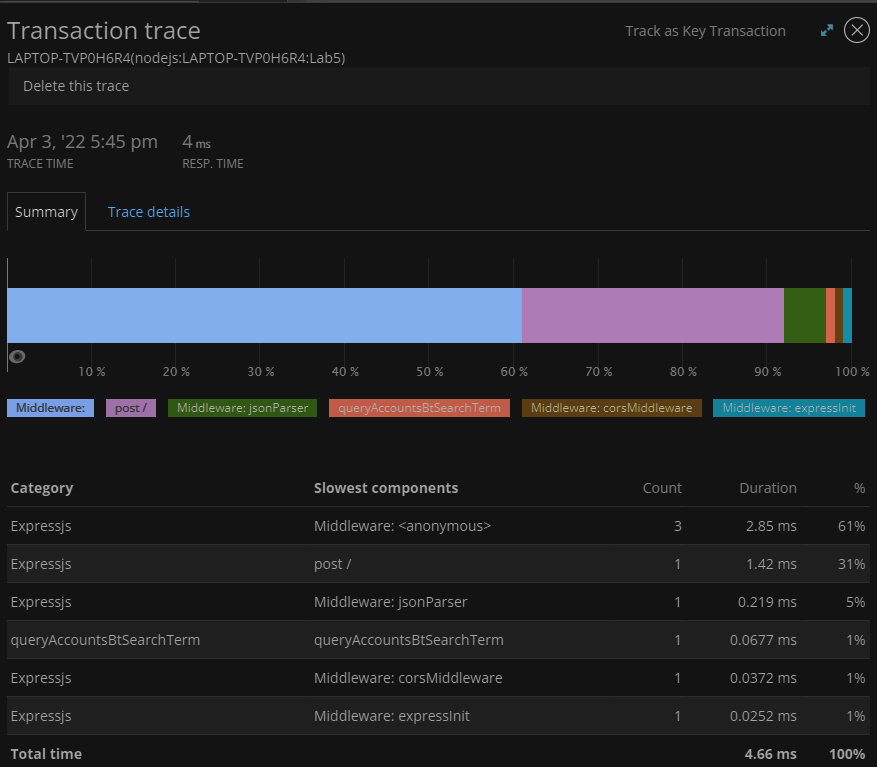 Transaction trace
Track as Key Transaction
LAPTOP-TVP0H6R4(nodejs:LAPTOP-TVP0H6R4:Lab5)
Delete this trace
Apr 3, '22 5:45 pm 4 ms
TRACE TIME RESP. TIME
Summary Trace details
10 % 20 % 30 % 40 % 50 % 60 % 70 % 80 % 90 % 100 %
Middleware: post / Middleware: jsonParser queryAccountsBtSearchTerm Middleware: corsMiddleware Middleware: expressInit
Category Slowest components Count Duration %
Expressjs Middleware: <anonymous> 3 2.85 ms 61%
Expressjs post / 1 1.42 ms 31%
Expressjs Middleware: jsonParser 1 0.219 ms 5%
queryAccountsBtSearchTerm queryAccountsBtSearchTerm 1 0.0677 ms 1%
Expressjs Middleware: corsMiddleware 1 0.0372 ms 1%
Expressjs Middleware: expressInit 1 0.0252 ms 1%
Total time 4.66 ms 100%